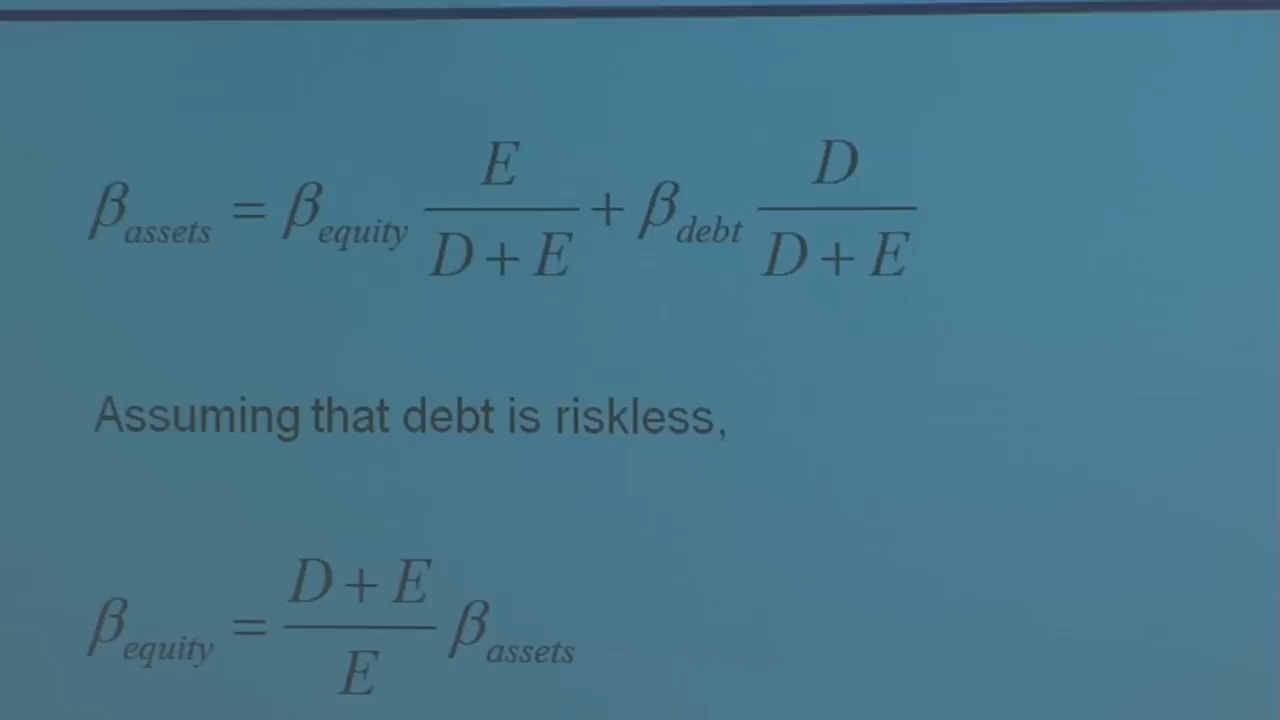 β_assets = β_equity E/(D + E) + β_debt D/(D + E)
Assuming that debt is riskless,
β_equity = (D + E)/E β_assets